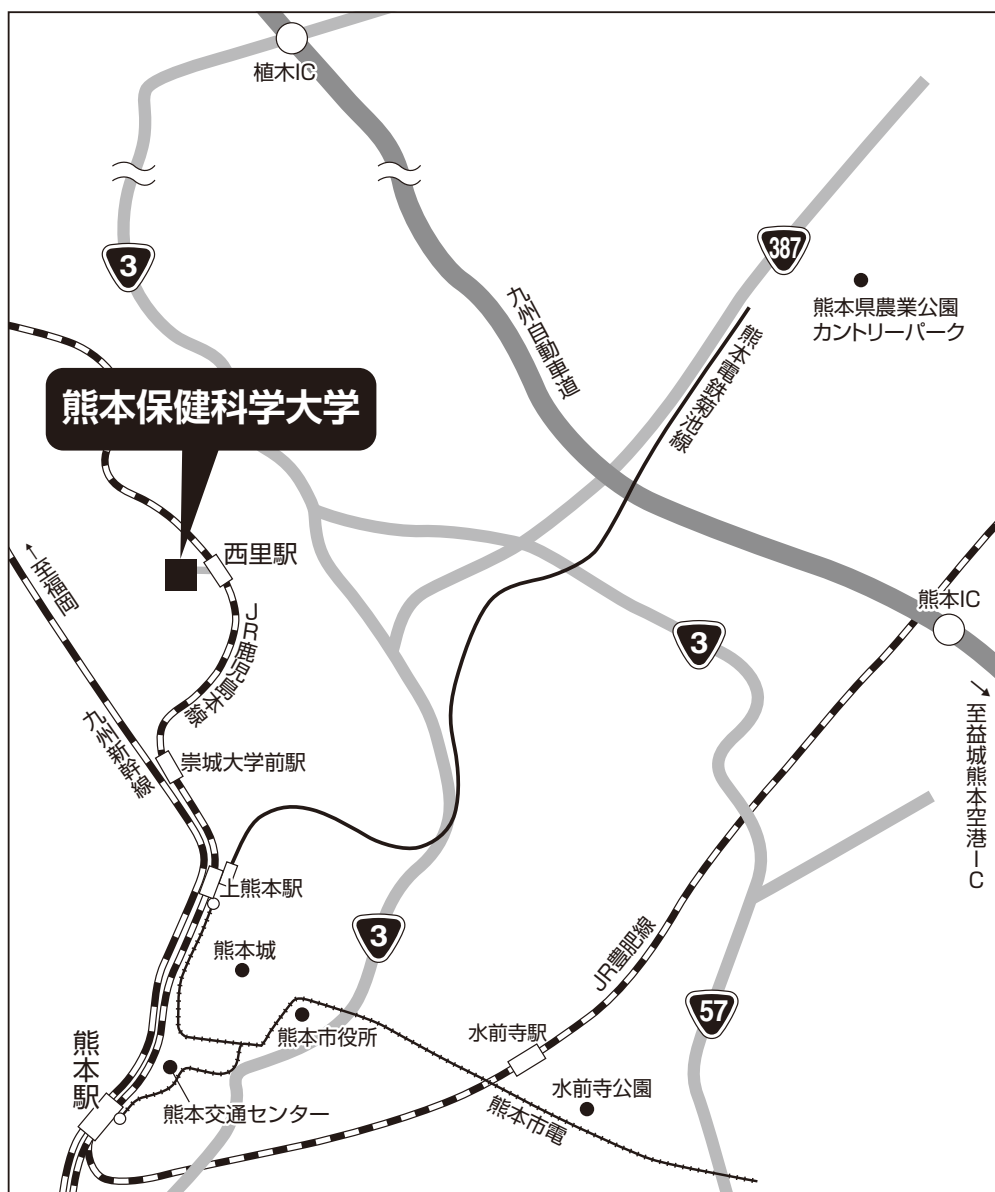 植木IC
3
387
熊本県農業公園
カントリーパーク
九州自動車道
熊本電鉄菊池線
熊本保健科学大学
西里駅
←至福岡
JR鹿児島本線
熊本IC
3
→至益城熊本空港IC
九州新幹線
崇城大学前駅
上熊本駅
熊本城
3
JR豊肥線
57
熊本市役所
水前寺駅
熊本駅
熊本交通センター
水前寺公園
熊本市電